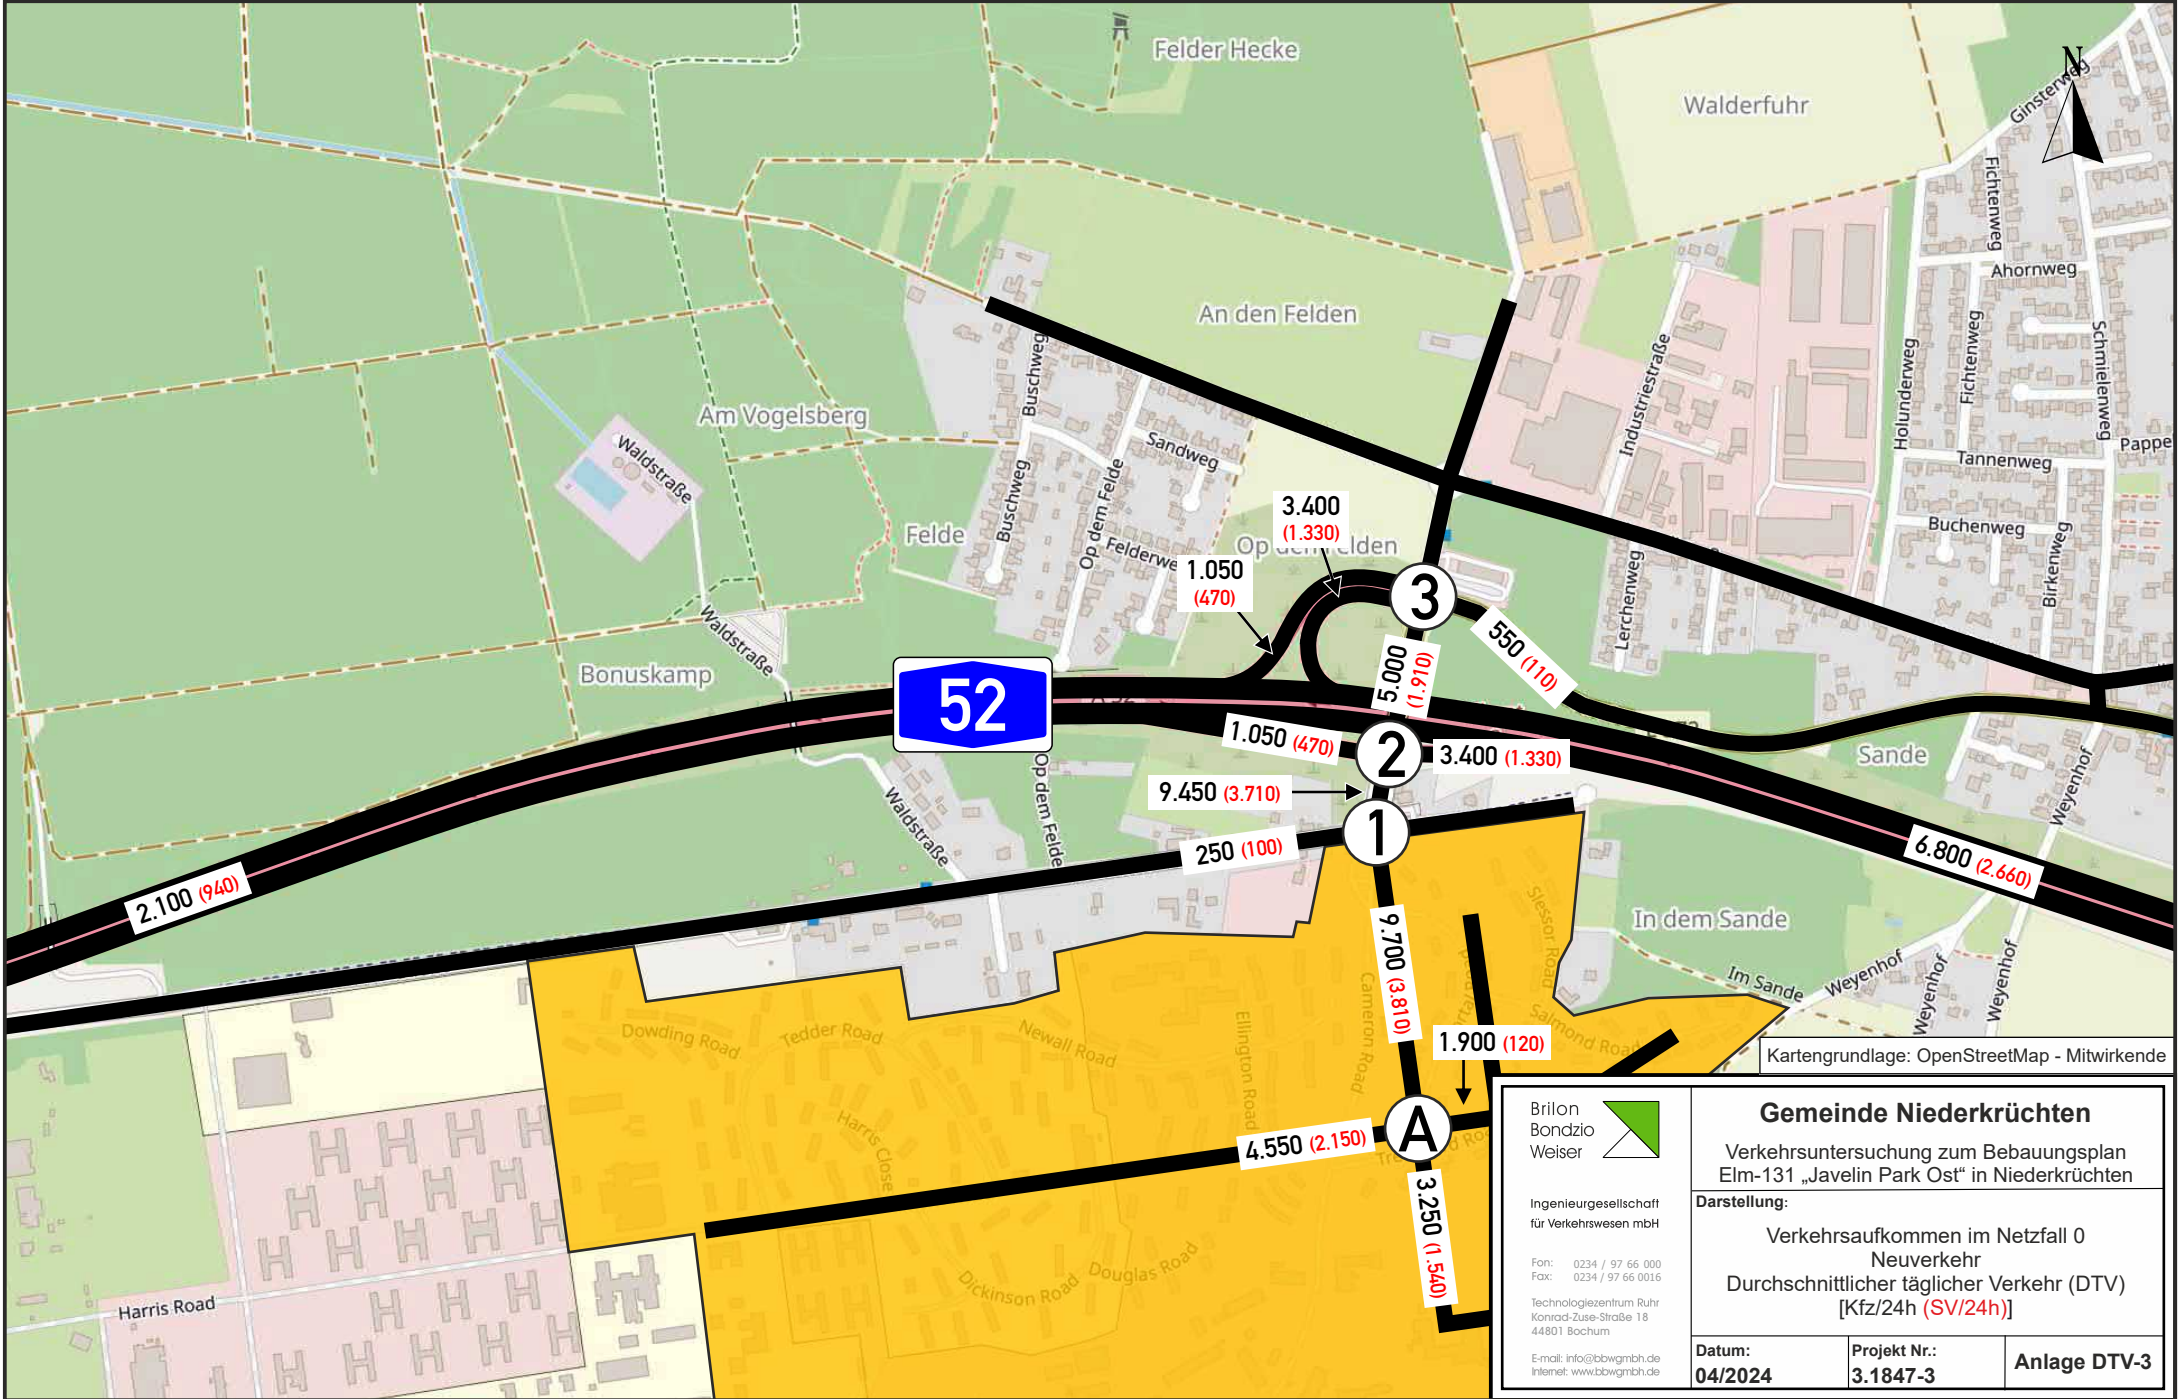 Felder Hecke
Walderfuhr
N
Ginsterweg
Fichtenweg
Ahornweg
An den Felden
Buschweg
Industriestraße
Holunderweg
Fichtenweg
Schmielenweg
Am Vogelsberg
Waldstraße
Sandweg
Pappe
Tannenweg
Buschweg
Op dem Felde
3.400
(1.330)
Felde
Felderwe
Buchenweg
Birkenweg
1.050
(470)
3
Lerchenweg
Waldstraße
550 (110)
5.000
(1.910)
Bonuskamp
52
1.050 (470)
2
3.400 (1.330)
Sande
Op dem Felde
9.450 (3.710)
1
Waldstraße
Weyenhof
250 (100)
6.800 (2.660)
2.100 (940)
Slessor Road
In dem Sande
9.700 (3.810)
Cameron Road
Im Sande
Weyenhof
Weyenhof
Weyenhof
Dowding Road
Tedder Road
Newall Road
Ellington Road
Salmond Road
1.900 (120)
Kartengrundlage: OpenStreetMap - Mitwirkende
Harris Close
4.550 (2.150)
A
3.250 (1.540)
Douglas Road
Dickinson Road
Harris Road
Brilon
Bondzio
Weiser
Ingenieurgesellschaft
für Verkehrswesen mbH
Fon: 0234 / 97 66 000
Fax: 0234 / 97 66 0016
Technologiezentrum Ruhr
Konrad-Zuse-Straße 18
44801 Bochum
E-mail: info@bbwgmbh.de
Internet: www.bbwgmbh.de
Gemeinde Niederkrüchten
Verkehrsuntersuchung zum Bebauungsplan
Elm-131 „Javelin Park Ost“ in Niederkrüchten
Darstellung:
Verkehrsaufkommen im Netzfall 0
Neuverkehr
Durchschnittlicher täglicher Verkehr (DTV)
[Kfz/24h (SV/24h)]
Datum:
04/2024
Projekt Nr.:
3.1847-3
Anlage DTV-3